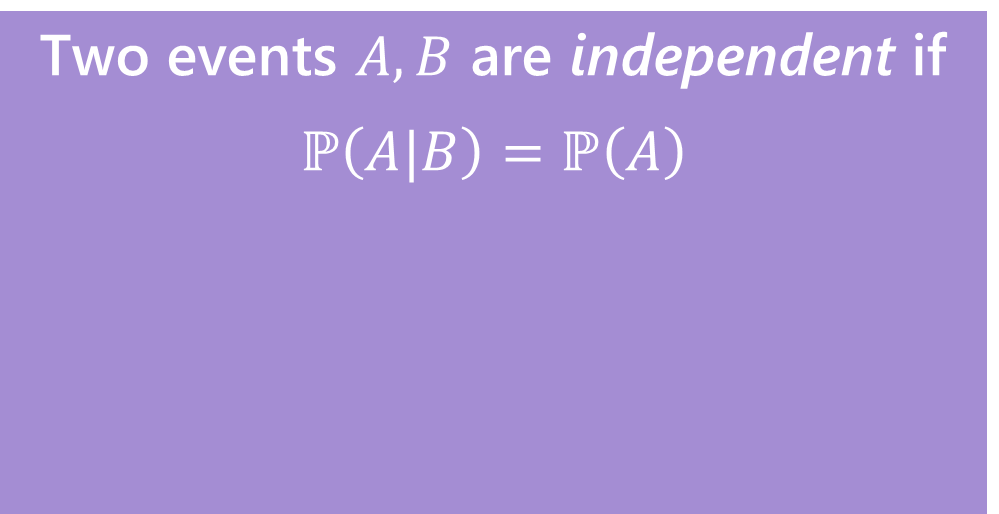 Two events 𝐴, 𝐵 are independent if
ℙ(𝐴|𝐵) = ℙ(𝐴)